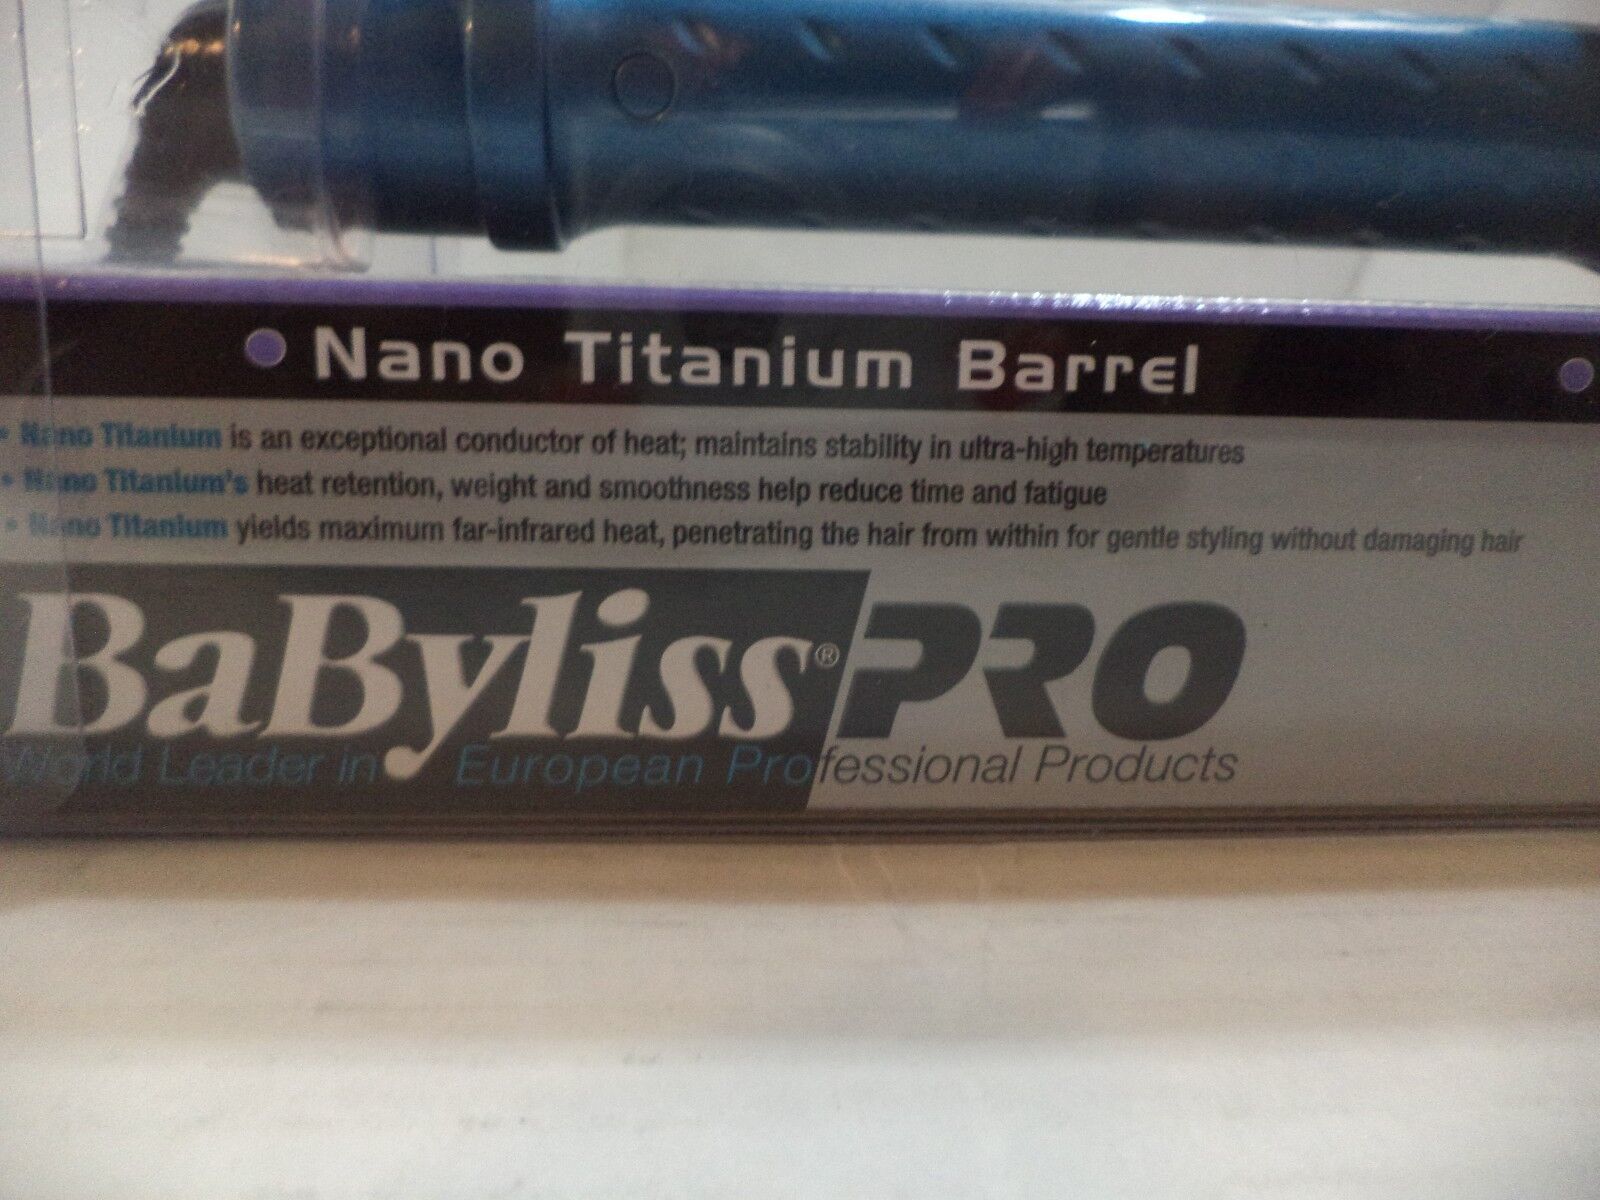 Nano Titanium Barrel
• Nano Titanium is an exceptional conductor of heat; maintains stability in ultra-high temperatures
• Nano Titanium's heat retention, weight and smoothness help reduce time and fatigue
• Nano Titanium yields maximum far-infrared heat, penetrating the hair from within for gentle styling without damaging hair
BaByliss® PRO
World Leader in European Professional Products